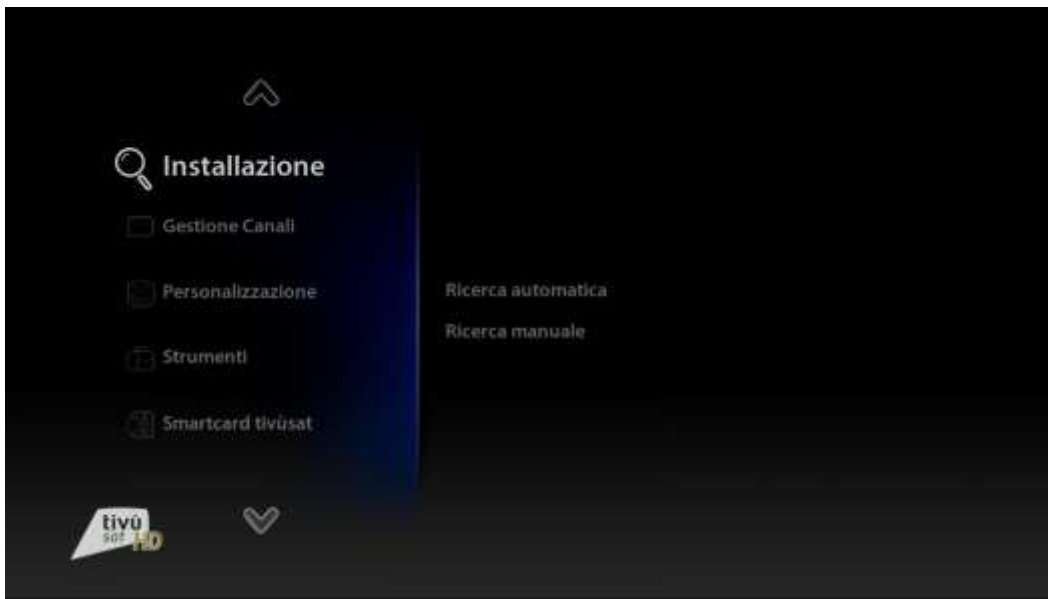 Installazione
Gestione Canali
Personalizzazione
Strumenti
Smartcard tivùsat
Ricerca automatica
Ricerca manuale
tivù
sat HD